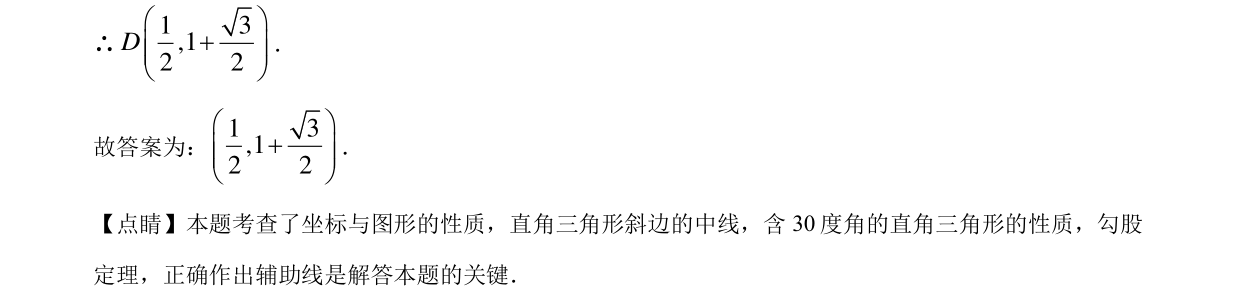 ∴ D(1/2,1+√3/2).
故答案为：(1/2,1+√3/2).
【点睛】本题考查了坐标与图形的性质，直角三角形斜边的中线，含 30 度角的直角三角形的性质，勾股
定理，正确作出辅助线是解答本题的关键．